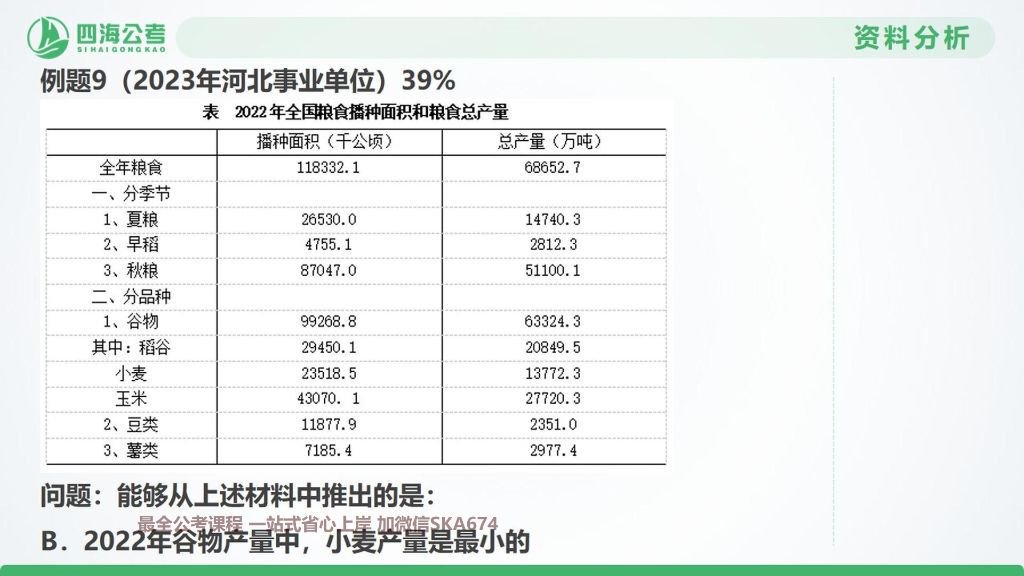 四海公考
SIHAIGONGKAO
资料分析
例题9（2023年河北事业单位）39%
表 2022年全国粮食播种面积和粮食总产量
播种面积（千公顷） 总产量（万吨）
全年粮食 118332.1 68652.7
一、分季节
1、夏粮 26530.0 14740.3
2、早稻 4755.1 2812.3
3、秋粮 87047.0 51100.1
二、分品种
1、谷物 99268.8 63324.3
其中：稻谷 29450.1 20849.5
小麦 23518.5 13772.3
玉米 43070. 1 27720.3
2、豆类 11877.9 2351.0
3、薯类 7185.4 2977.4
问题：能够从上述材料中推出的是：
最全公考课程 一站式省心上岸 加微信SKA674
B．2022年谷物产量中，小麦产量是最小的